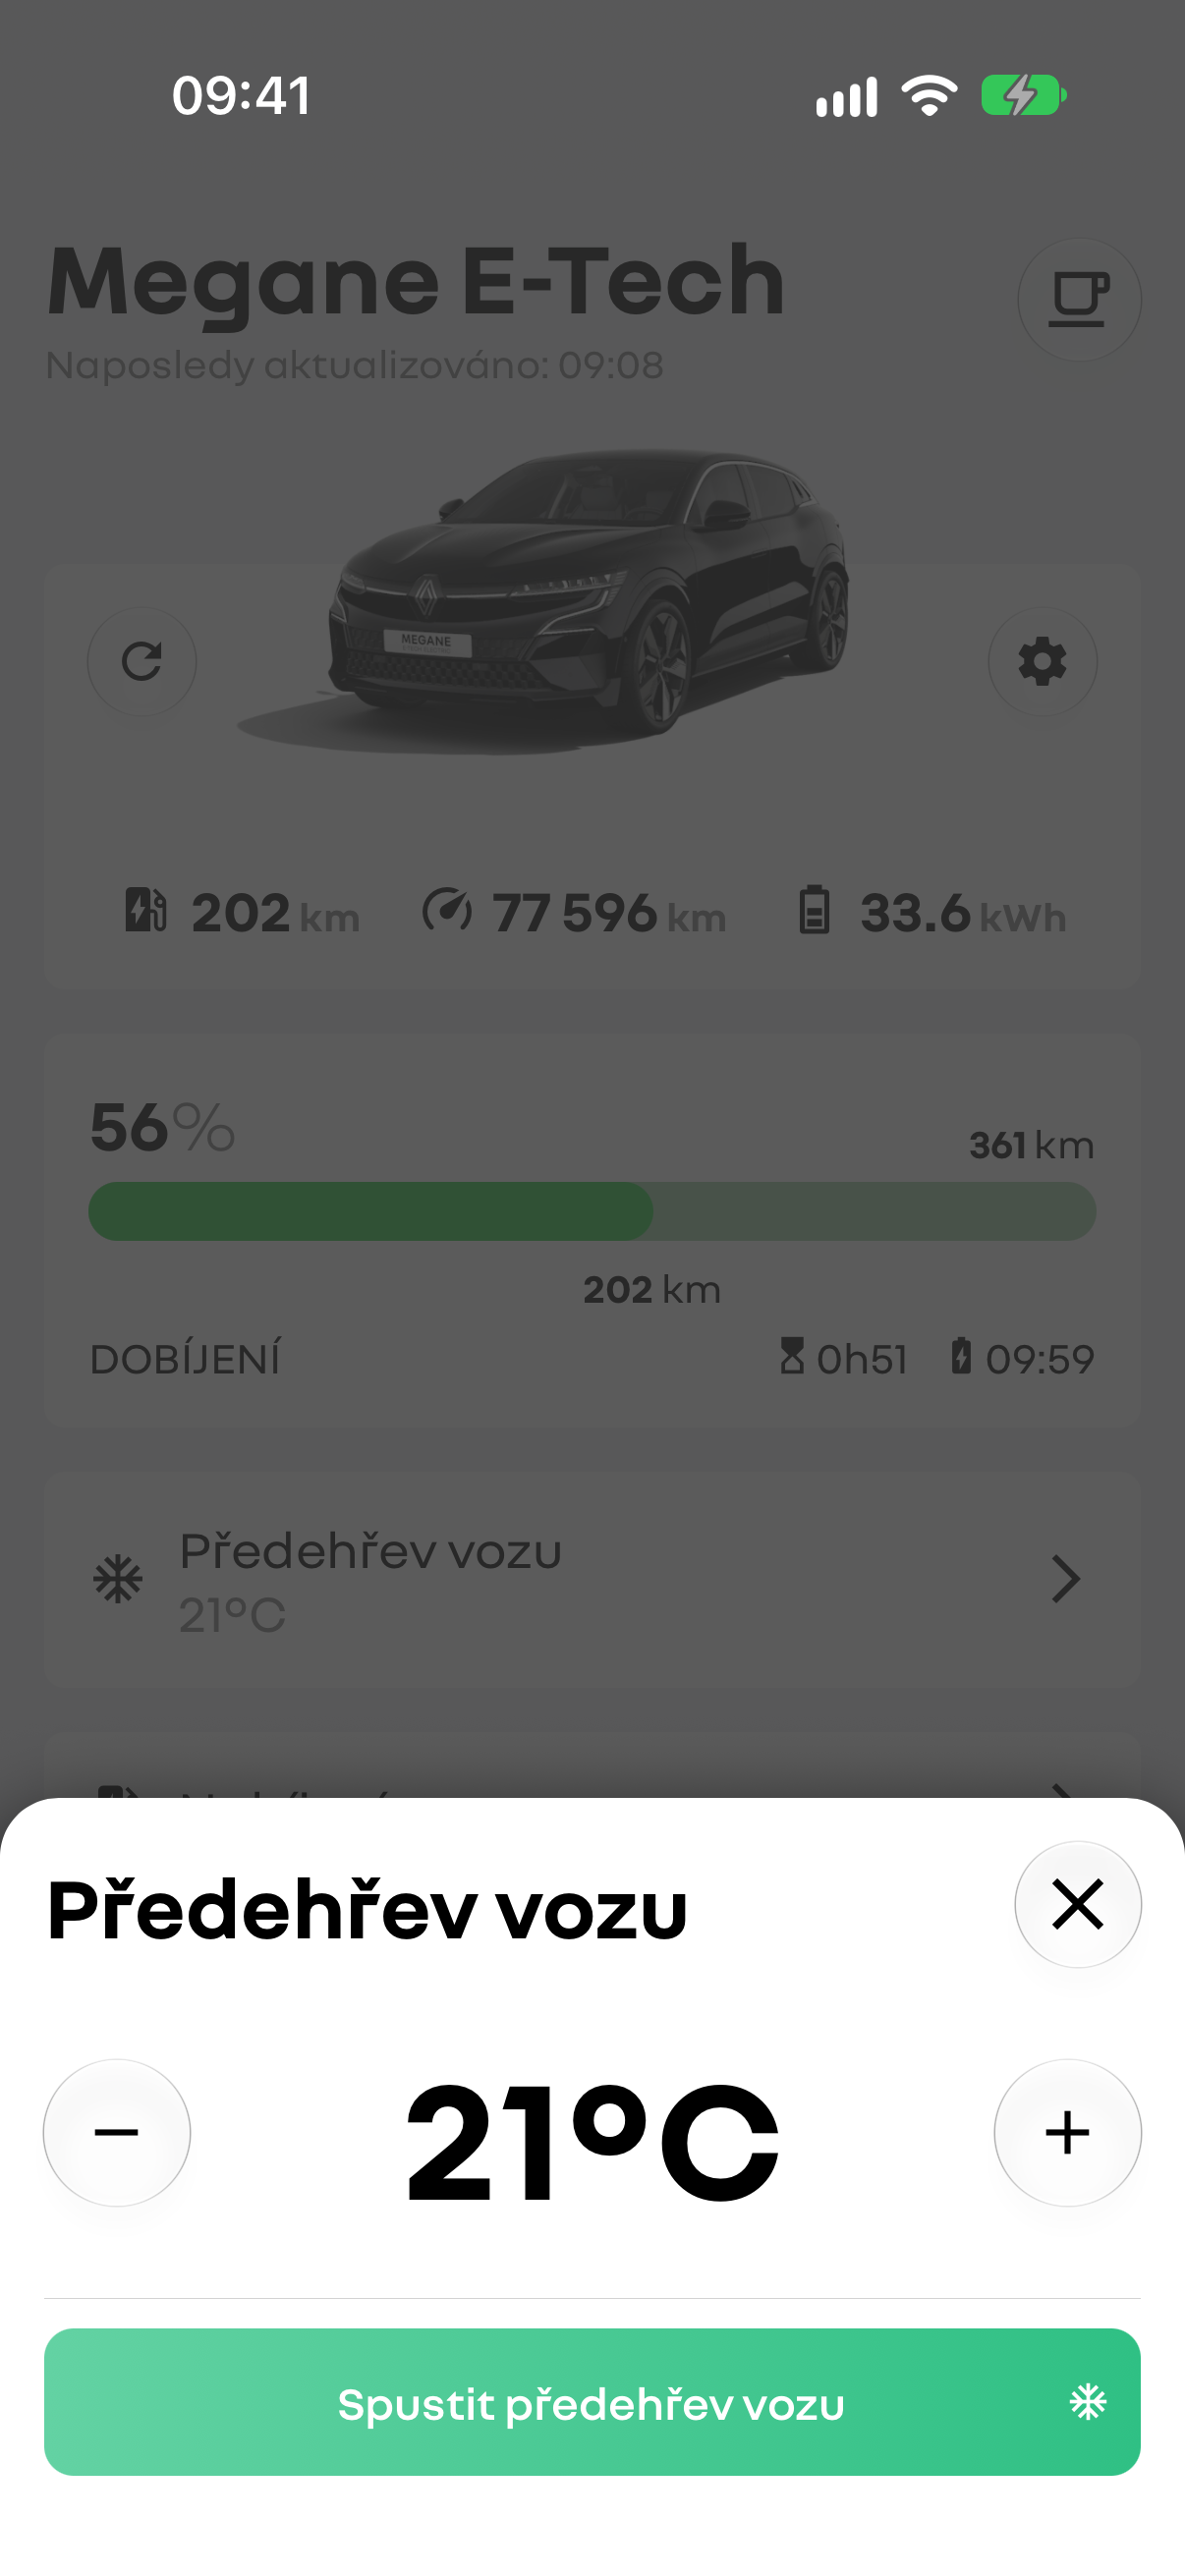 09:41
Megane E-Tech
Naposledy aktualizováno: 09:08
MEGANE
202 km 77 596 km 33.6 kWh
56%
361 km
202 km
DOBÍJENÍ 0h51 09:59
Předehřev vozu
21°C
Předehřev vozu
21°C
Spustit předehřev vozu